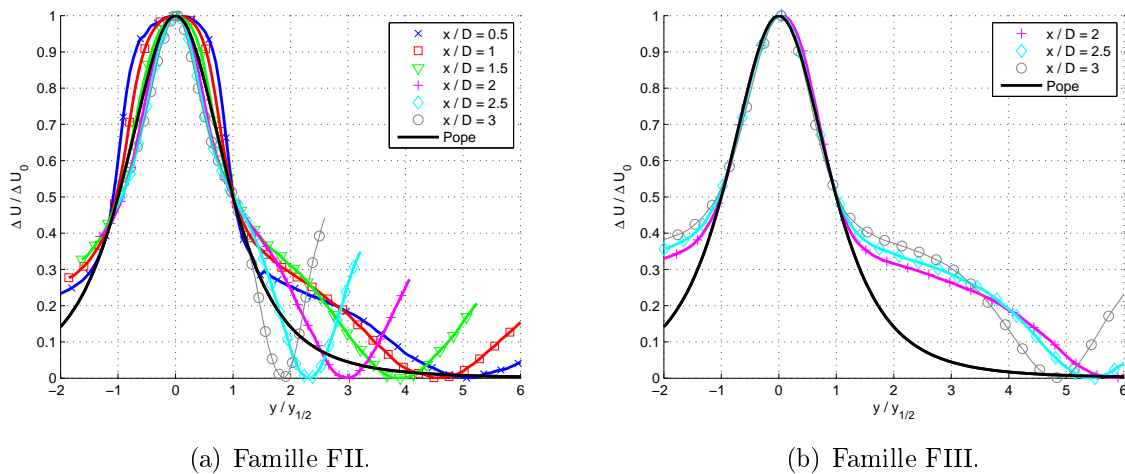 x / D = 0.5
x / D = 1
x / D = 1.5
x / D = 2
x / D = 2.5
x / D = 3
Pope
1
0.9
0.8
0.7
0.6
0.5
0.4
0.3
0.2
0.1
0
Δ U / Δ U₀
−2 −1 0 1 2 3 4 5 6
y / y₁/₂
(a) Famille FII.
x / D = 2
x / D = 2.5
x / D = 3
Pope
1
0.9
0.8
0.7
0.6
0.5
0.4
0.3
0.2
0.1
0
Δ U / Δ U₀
−2 −1 0 1 2 3 4 5 6
y / y₁/₂
(b) Famille FIII.